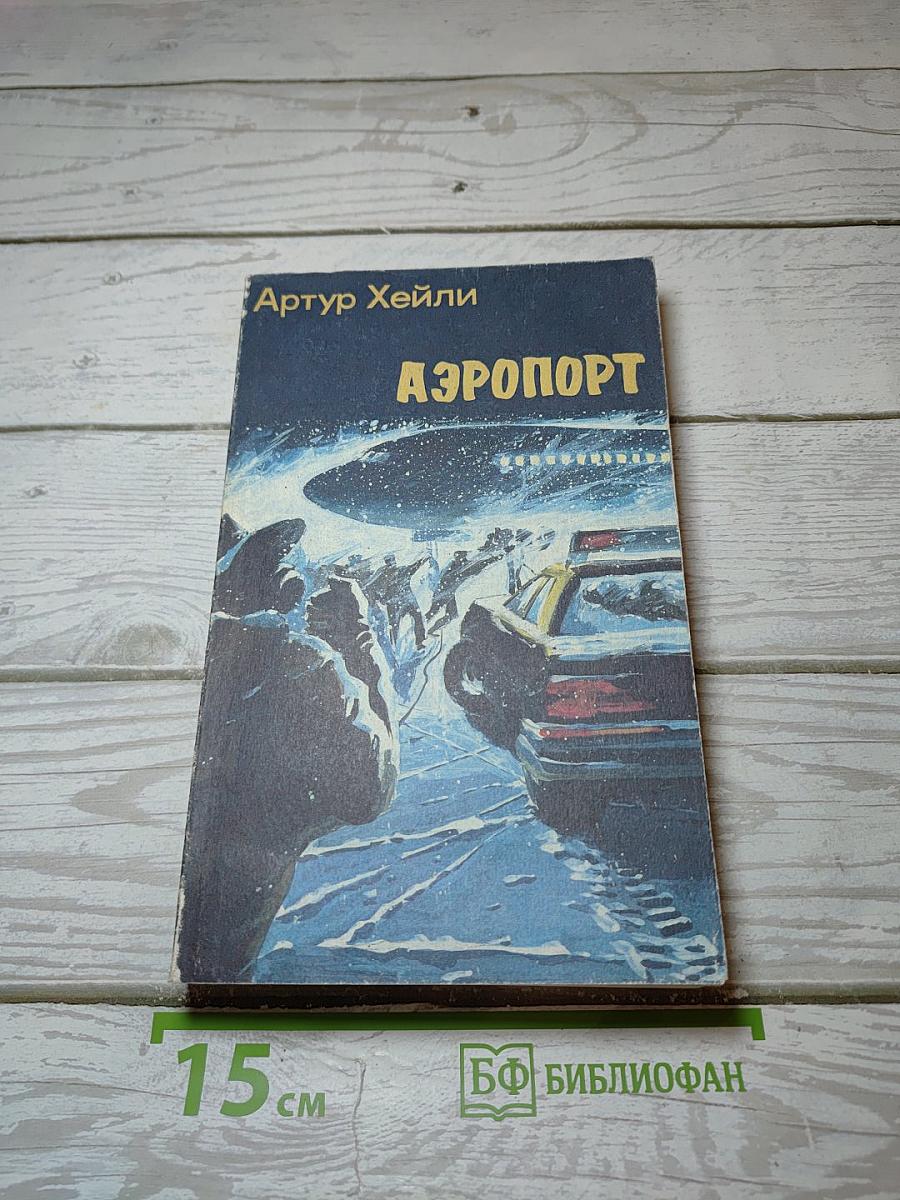 Артур Хейли
АЭРОПОРТ
15 см
БФ БИБЛИОФАН